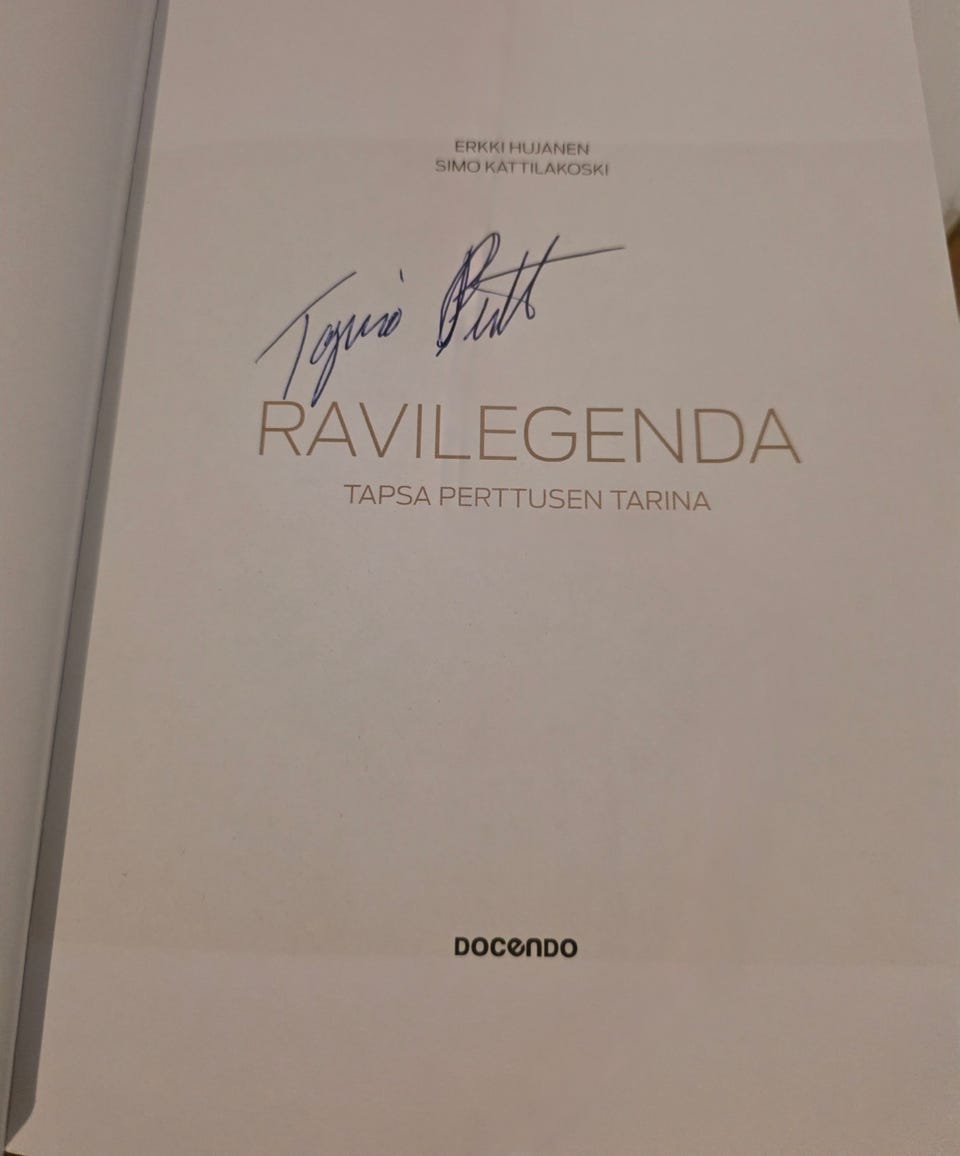 ERKKI HUJANEN
SIMO KATTILAKOSKI
RAVILEGENDA
TAPSA PERTTUSEN TARINA
DOCENDO